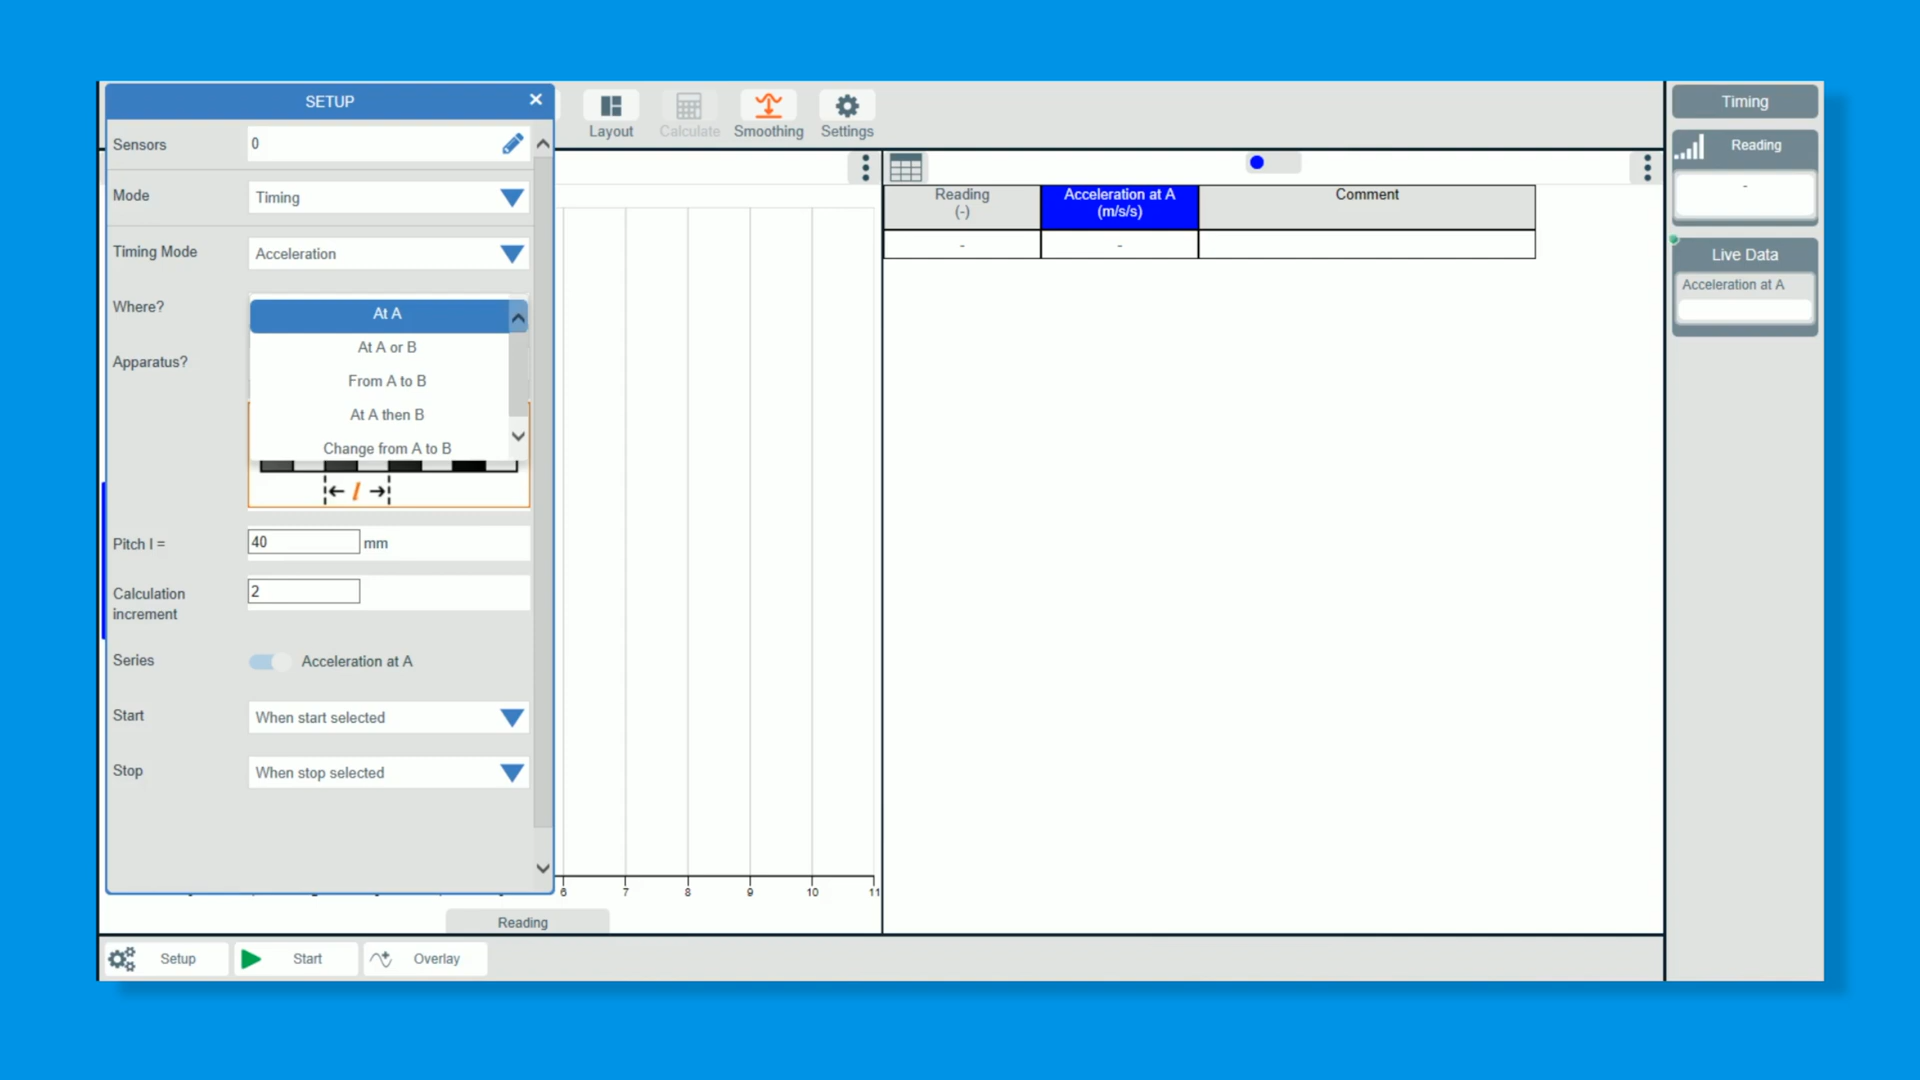 SETUP
Sensors
0
Mode
Timing
Timing Mode
Acceleration
Where?
At A
At A or B
From A to B
At A then B
Change from A to B
Apparatus?
l
Pitch l =
40
mm
Calculation
increment
2
Series
Acceleration at A
Start
When start selected
Stop
When stop selected
Layout
Calculate
Smoothing
Settings
6
7
8
9
10
11
Reading
Reading
(-)
Acceleration at A
(m/s/s)
Comment
-
-
Timing
Reading
-
Live Data
Acceleration at A
Setup
Start
Overlay